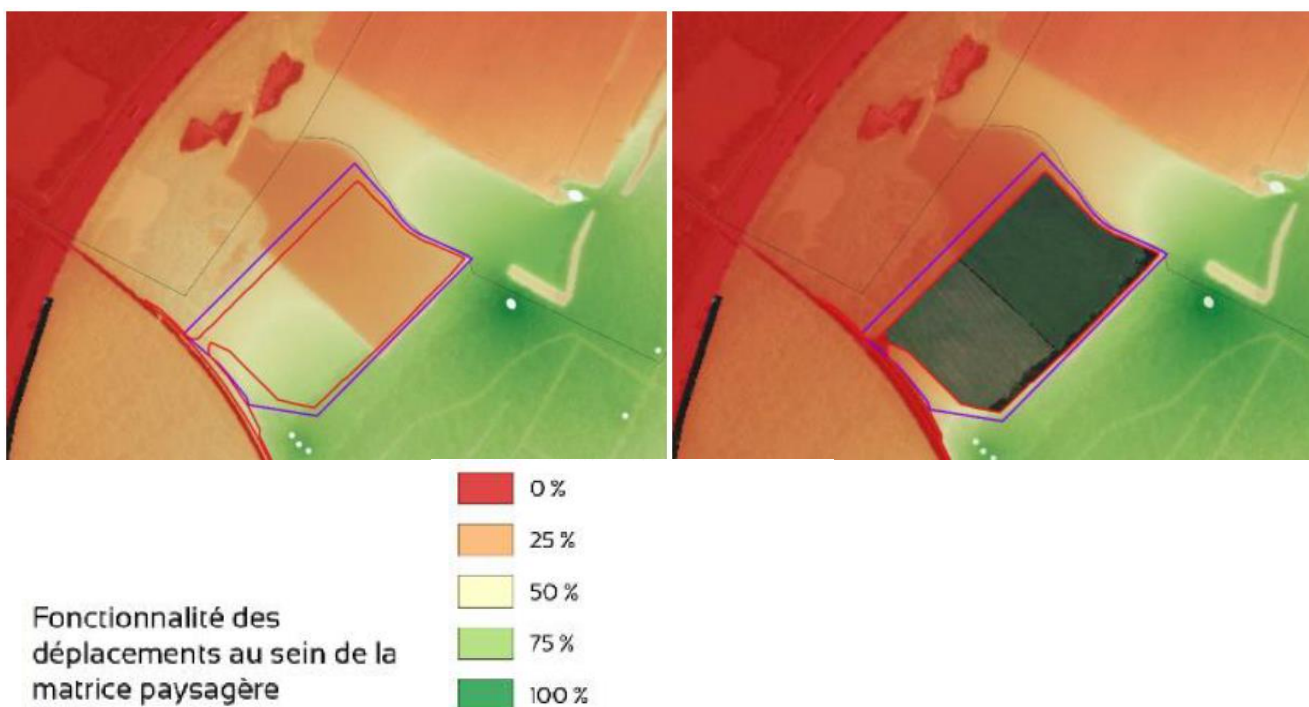 0 %
25 %
50 %
75 %
100 %
Fonctionnalité des
déplacements au sein de la
matrice paysagère